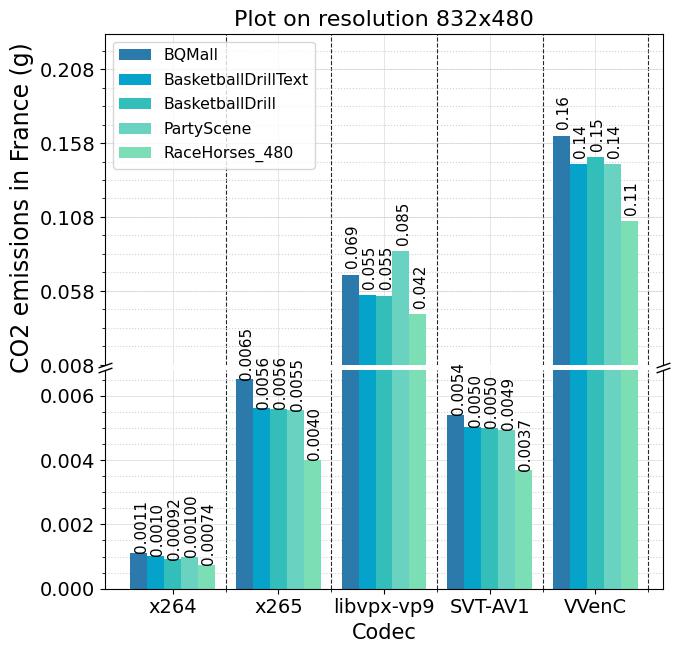 Plot on resolution 832x480
CO2 emissions in France (g)
0.208
0.158
0.108
0.058
0.008
0.006
0.004
0.002
0.000
BQMall
BasketballDrillText
BasketballDrill
PartyScene
RaceHorses_480
0.0011
0.0010
0.00092
0.00100
0.00074
0.0065
0.0056
0.0056
0.0055
0.0040
0.069
0.055
0.055
0.085
0.042
0.0054
0.0050
0.0050
0.0049
0.0037
0.16
0.14
0.15
0.14
0.11
x264
x265
libvpx-vp9
SVT-AV1
VVenC
Codec